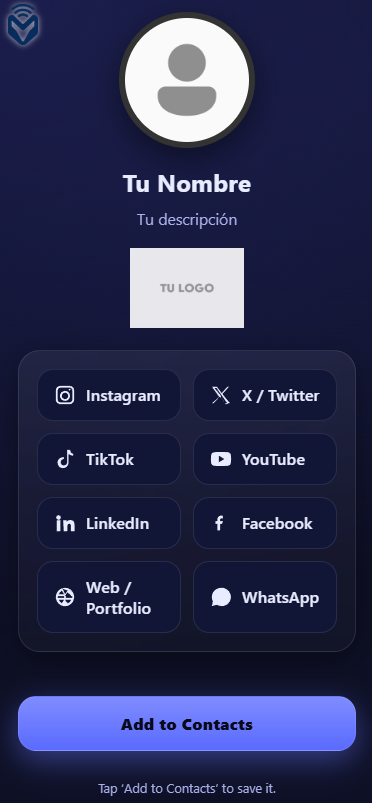 Tu Nombre
Tu descripción
TU LOGO
Instagram
X / Twitter
TikTok
YouTube
LinkedIn
Facebook
Web /
Portfolio
WhatsApp
Add to Contacts
Tap ‘Add to Contacts’ to save it.